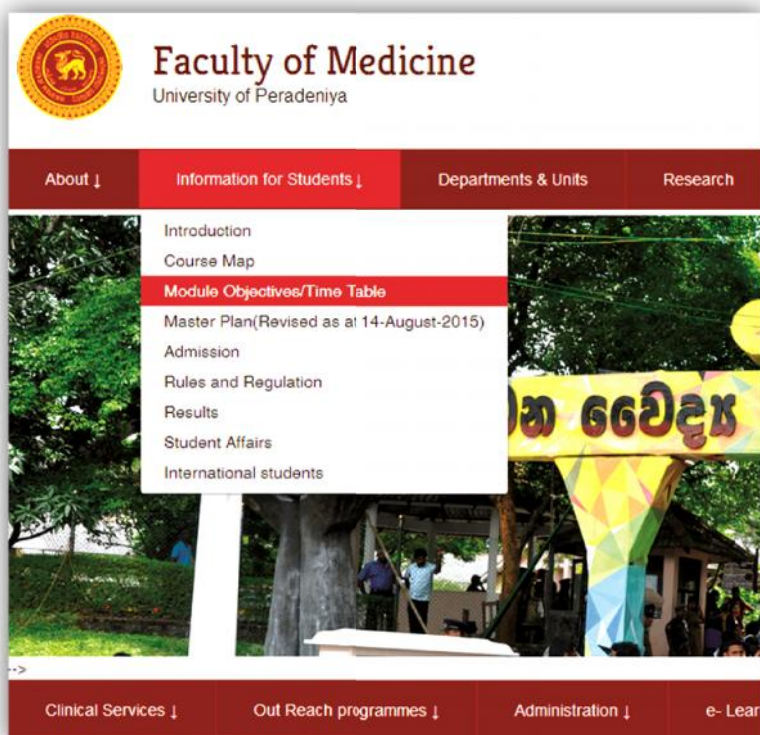 Faculty of Medicine
University of Peradeniya
About ↓
Information for Students ↓
Departments & Units
Research
Introduction
Course Map
Module Objectives/Time Table
Master Plan(Revised as at 14-August-2015)
Admission
Rules and Regulation
Results
Student Affairs
International students
වෛද්‍ය
-->
Clinical Services ↓
Out Reach programmes ↓
Administration ↓
e- Lear